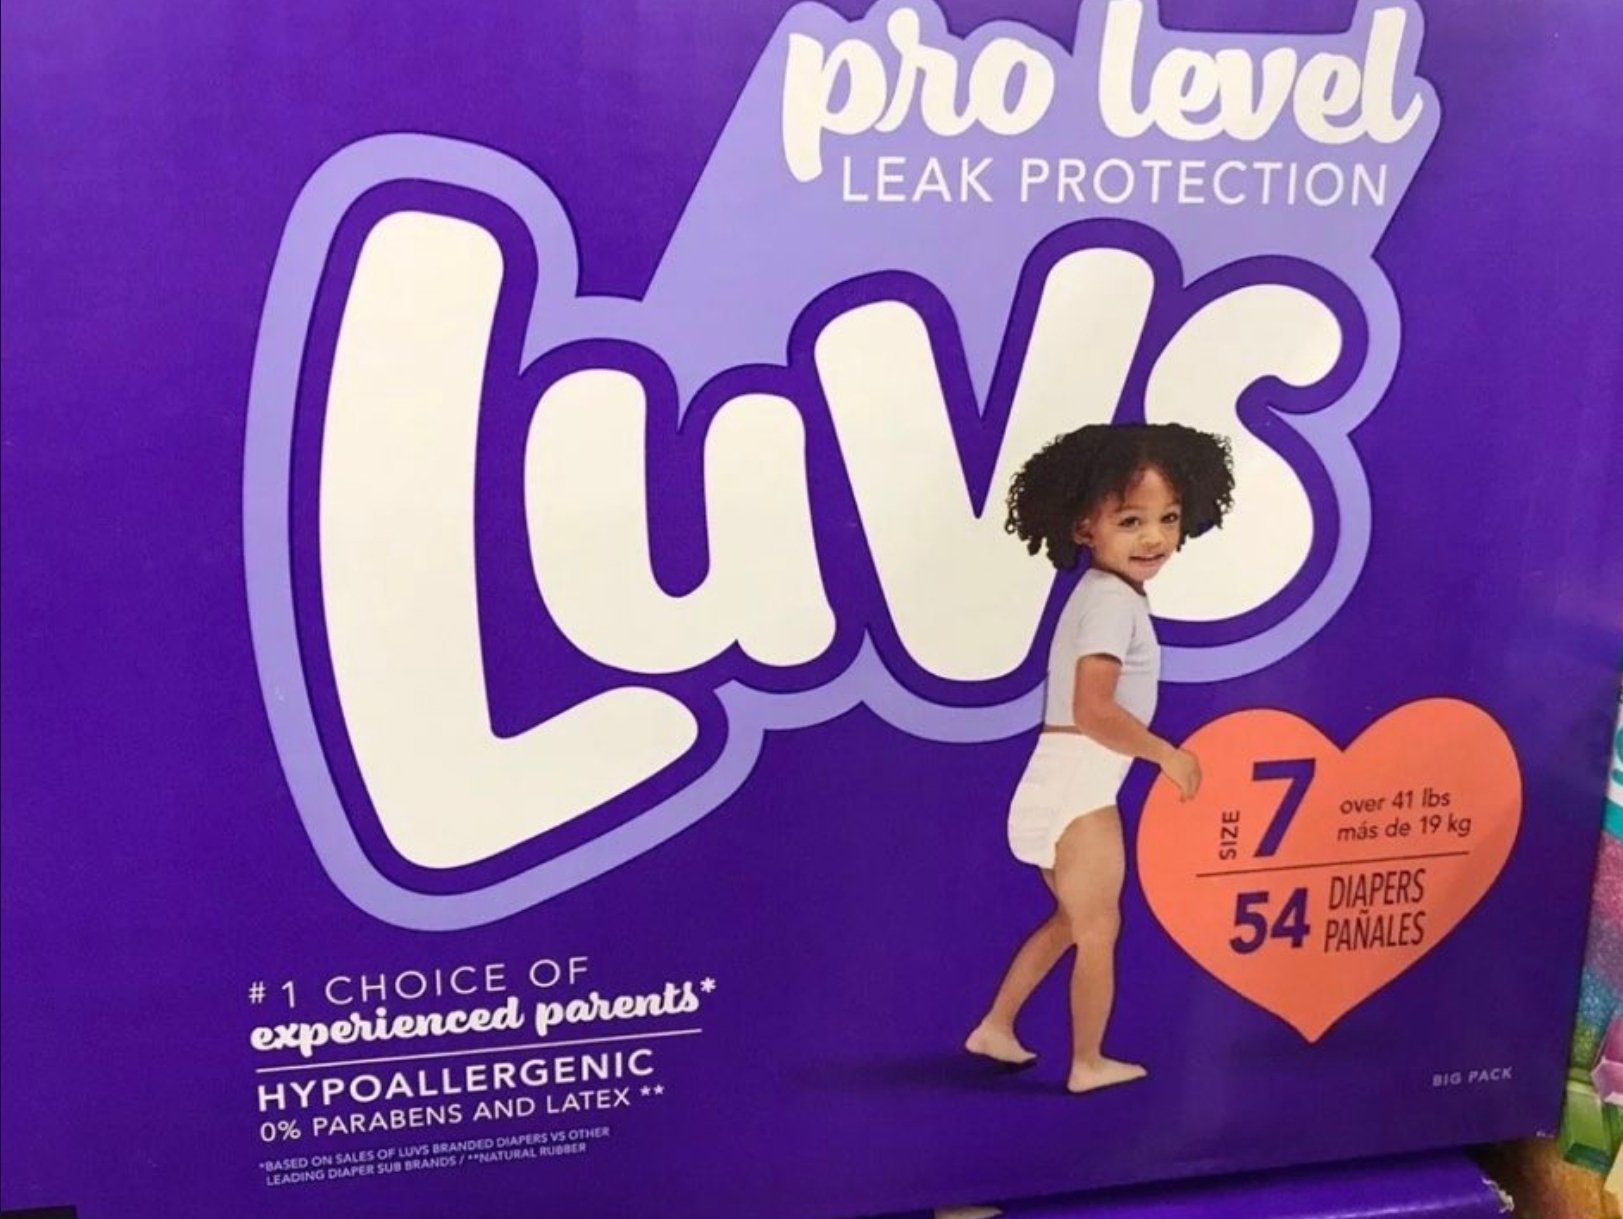 pro level
LEAK PROTECTION
Luvs
SIZE 7
over 41 lbs
más de 19 kg
54
DIAPERS
PAÑALES
#1 CHOICE OF
experienced parents*
HYPOALLERGENIC
0% PARABENS AND LATEX **
*BASED ON SALES OF LUVS BRANDED DIAPERS VS OTHER
LEADING DIAPER SUB BRANDS / **NATURAL RUBBER
BIG PACK